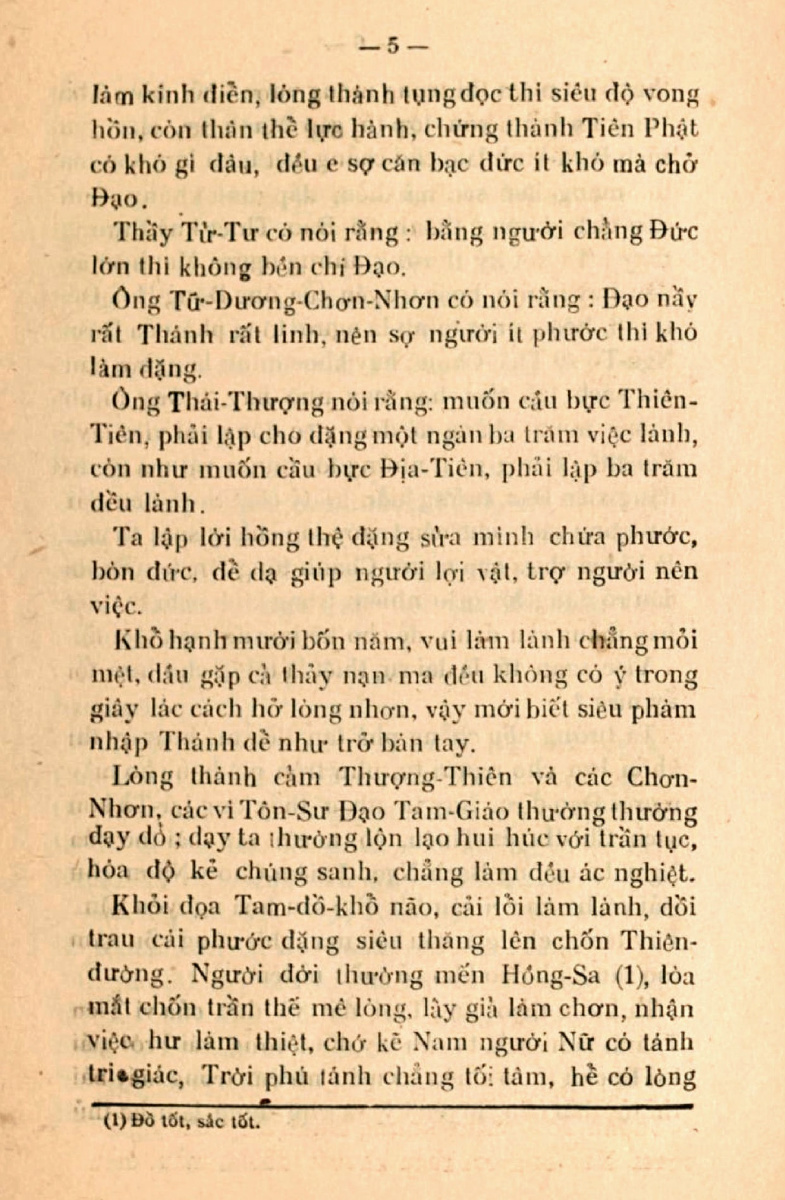 — 5 —
làm kinh điển, lòng thành tụng đọc thì siêu độ vong
hồn, còn thân thể lực hành, chứng thành Tiên Phật
có khó gì đâu, đều e sợ căn bạc đức ít khó mà chở
Đạo.
Thầy Tử-Tư có nói rằng : bằng người chẳng Đức
lớn thì không bền chí Đạo.
Ông Tữ-Dương-Chơn-Nhơn có nói rằng : Đạo nầy
rất Thánh rất linh, nên sợ người ít phước thì khó
làm đặng.
Ông Thái-Thượng nói rằng: muốn cầu bực Thiên-
Tiên, phải lập cho đặng một ngàn ba trăm việc lành,
còn như muốn cầu bực Địa-Tiên, phải lập ba trăm
đều lành.
Ta lập lời hồng thệ đặng sửa mình chứa phước,
bòn đức, để dạ giúp người lợi vật, trợ người nên
việc.
Khổ hạnh mười bốn năm, vui làm lành chẳng mỏi
mệt, dầu gặp cả thảy nạn ma đều không có ý trong
giây lác cách hở lòng nhơn, vậy mới biết siêu phàm
nhập Thánh dễ như trở bàn tay.
Lòng thành cảm Thượng-Thiên và các Chơn-
Nhơn, các vì Tôn-Sư Đạo Tam-Giáo thường thường
dạy dổ ; dạy ta thường lộn lạo hui húc với trần tục,
hóa độ kẻ chúng sanh, chẳng làm đều ác nghiệt.
Khỏi đọa Tam-đồ-khổ não, cải lỗi làm lành, dồi
trau cái phước đặng siêu thăng lên chốn Thiên-
đường. Người đời thường mến Hồng-Sa (1), lòa
mắt chốn trần thế mê lòng, lấy giả làm chơn, nhận
việc hư làm thiệt, chớ kẻ Nam người Nữ có tánh
tri-giác, Trời phú tánh chẳng tối tâm, hể có lòng
(1) Đồ tốt, sắc tốt.